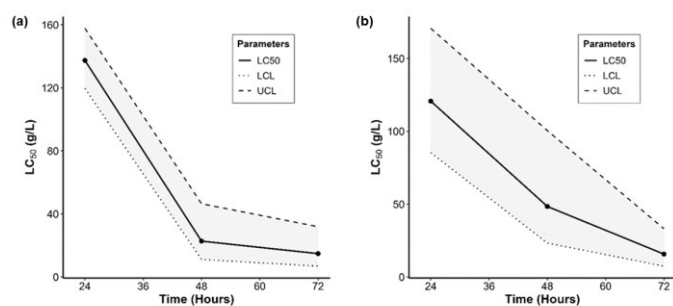 (a)
160
120
80
40
0
LC50 (g/L)
24 36 48 60 72
Time (Hours)
Parameters
LC50
LCL
UCL
(b)
150
100
50
0
LC50 (g/L)
24 36 48 60 72
Time (Hours)
Parameters
LC50
LCL
UCL